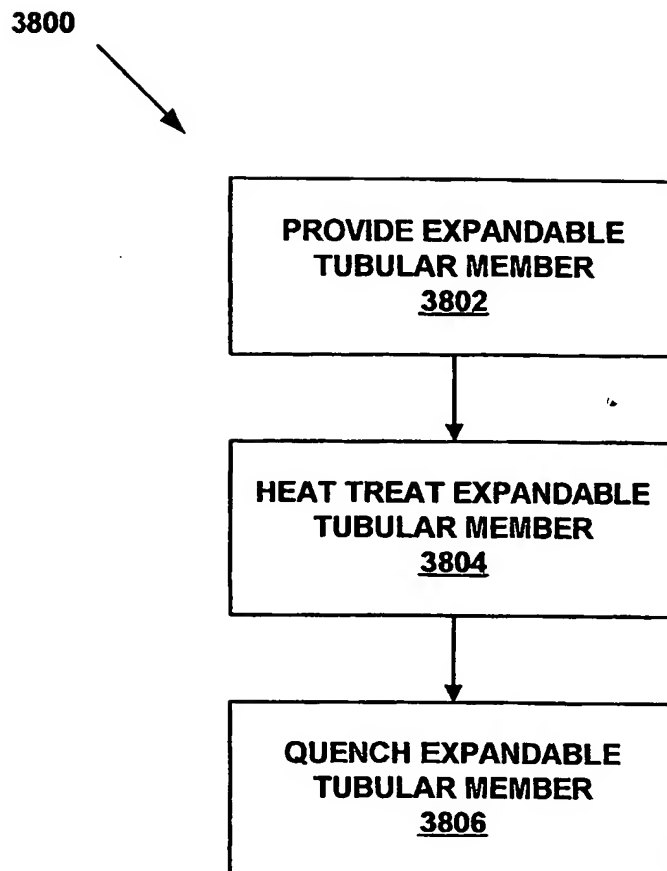 3800
PROVIDE EXPANDABLE
TUBULAR MEMBER
3802
HEAT TREAT EXPANDABLE
TUBULAR MEMBER
3804
QUENCH EXPANDABLE
TUBULAR MEMBER
3806